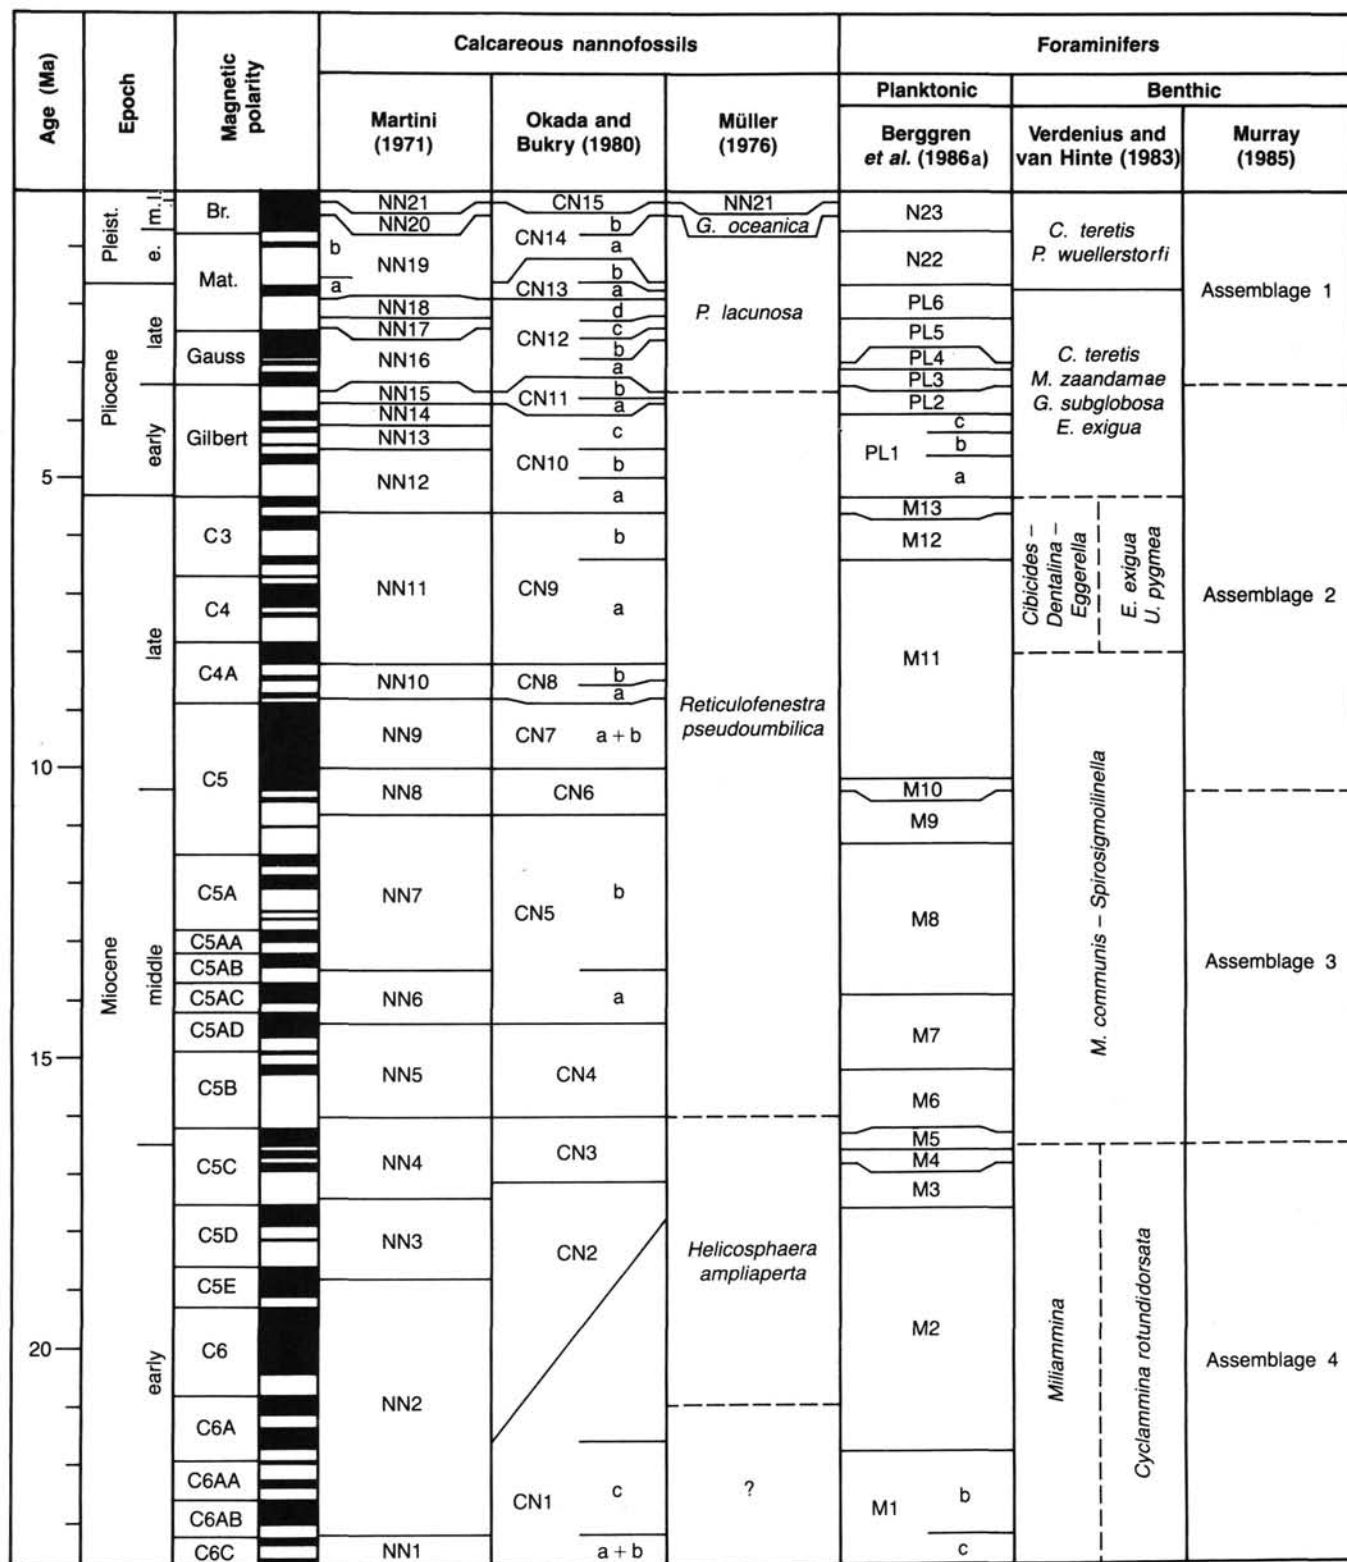 Age (Ma)
Epoch
Magnetic
polarity
Calcareous nannofossils
Foraminifers
Martini
(1971)
Okada and
Bukry (1980)
Müller
(1976)
Planktonic
Benthic
Berggren
et al. (1986a)
Verdenius and
van Hinte (1983)
Murray
(1985)
5
10
15
20
Pleist.
Pliocene
Miocene
m.
l.
e.
late
early
late
middle
early
Br.
Mat.
Gauss
Gilbert
C3
C4
C4A
C5
C5A
C5AA
C5AB
C5AC
C5AD
C5B
C5C
C5D
C5E
C6
C6A
C6AA
C6AB
C6C
NN21
NN20
b
NN19
a
NN18
NN17
NN16
NN15
NN14
NN13
NN12
NN11
NN10
NN9
NN8
NN7
NN6
NN5
NN4
NN3
NN2
NN1
CN15
CN14
b
a
CN13
b
a
CN12
d
c
b
a
CN11
b
a
CN10
c
b
a
CN9
b
a
CN8
b
a
CN7
a + b
CN6
CN5
b
a
CN4
CN3
CN2
CN1
c
a + b
NN21
G. oceanica
P. lacunosa
Reticulofenestra
pseudoumbilica
Helicosphaera
ampliaperta
?
N23
N22
PL6
PL5
PL4
PL3
PL2
PL1
c
b
a
M13
M12
M11
M10
M9
M8
M7
M6
M5
M4
M3
M2
M1
b
c
C. teretis
P. wuellerstorfi
C. teretis
M. zaandamae
G. subglobosa
E. exigua
Cibicides –
Dentalina –
Eggerella
E. exigua
U. pygmea
M. communis – Spirosigmoilinella
Miliammina
Cyclammina rotundidorsata
Assemblage 1
Assemblage 2
Assemblage 3
Assemblage 4